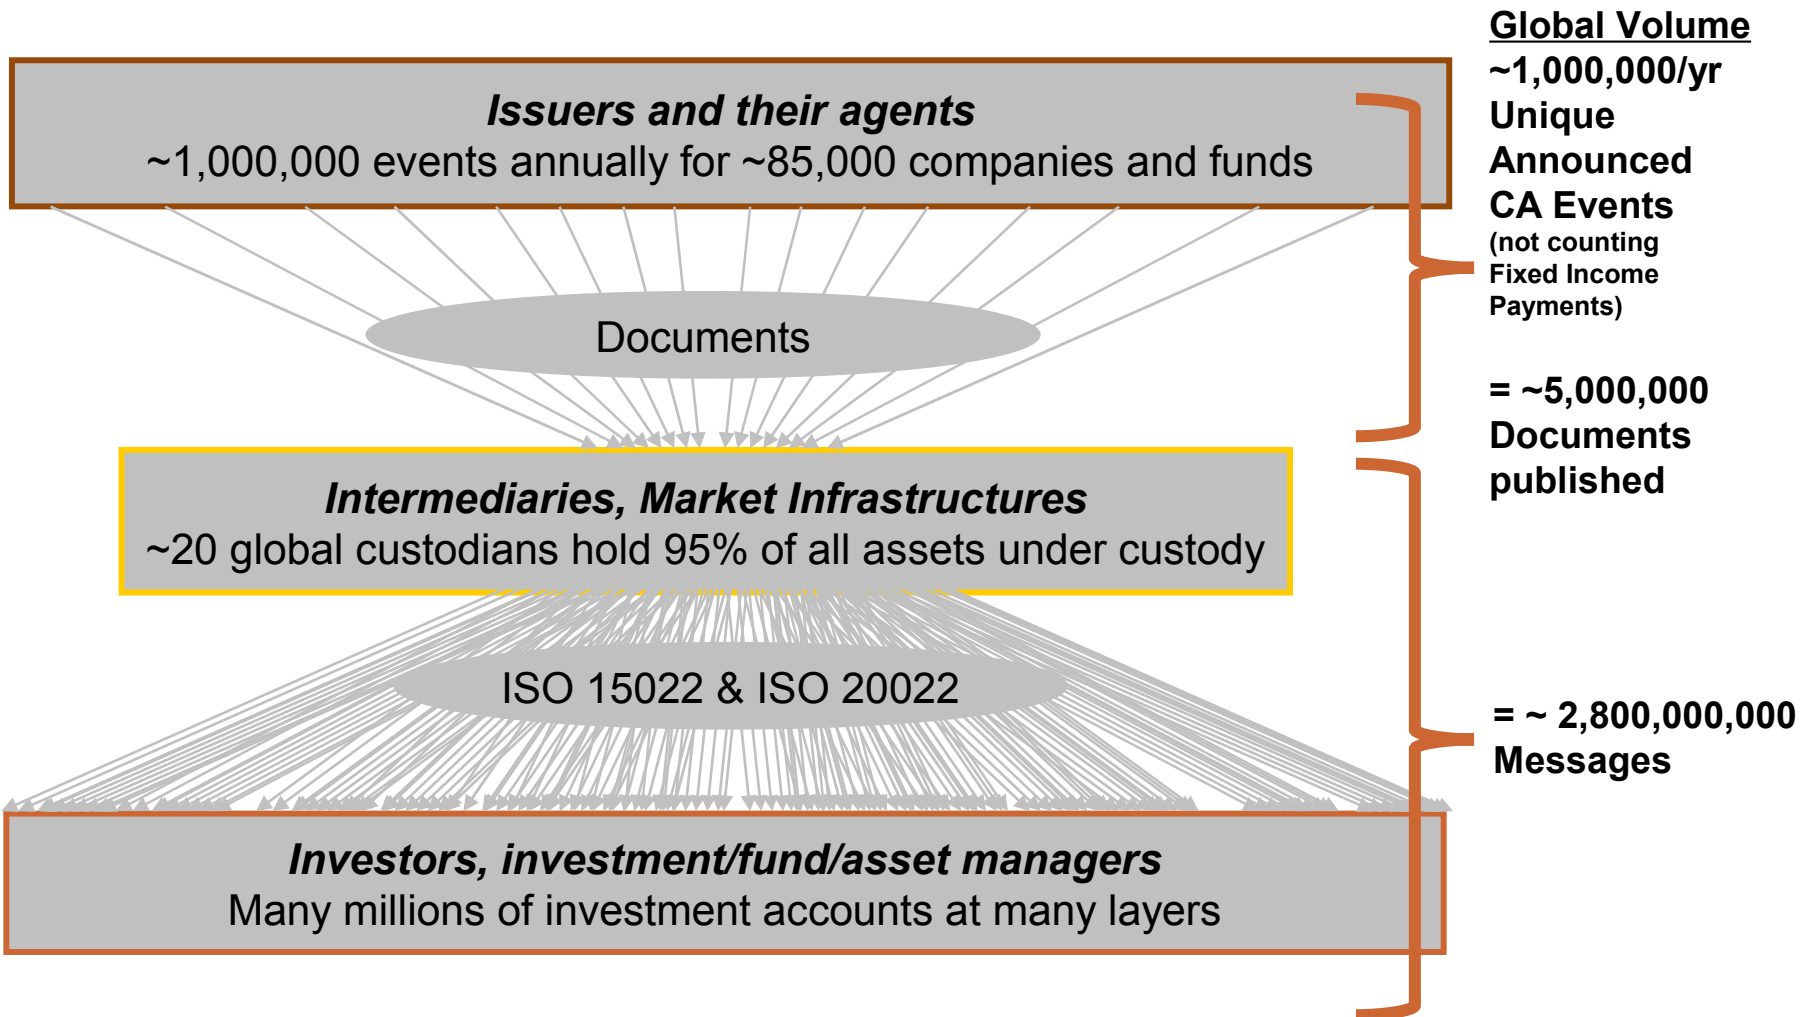 Issuers and their agents
~1,000,000 events annually for ~85,000 companies and funds
Documents
Intermediaries, Market Infrastructures
~20 global custodians hold 95% of all assets under custody
ISO 15022 & ISO 20022
Investors, investment/fund/asset managers
Many millions of investment accounts at many layers
Global Volume
~1,000,000/yr
Unique
Announced
CA Events
(not counting
Fixed Income
Payments)
= ~5,000,000
Documents
published
= ~ 2,800,000,000
Messages